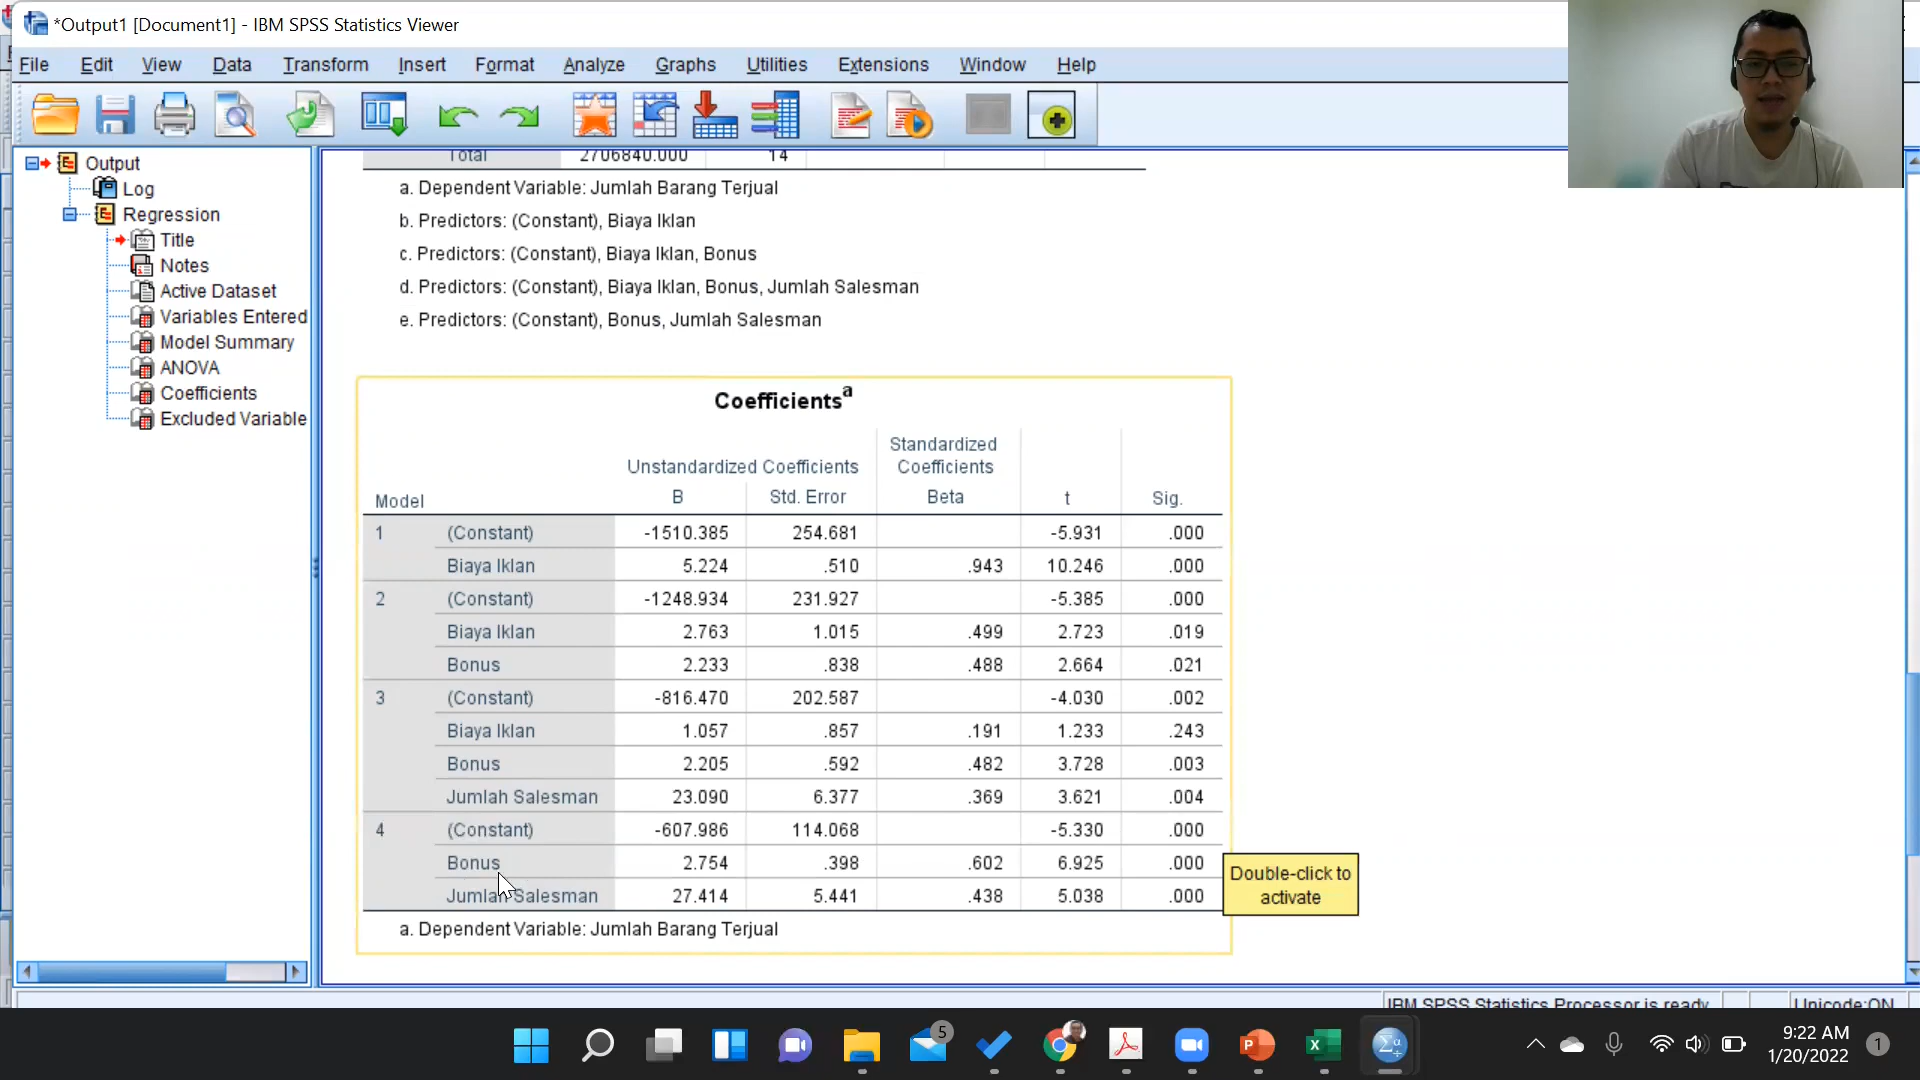 *Output1 [Document1] - IBM SPSS Statistics Viewer
File Edit View Data Transform Insert Format Analyze Graphs Utilities Extensions Window Help
Output
Log
Regression
Title
Notes
Active Dataset
Variables Entered
Model Summary
ANOVA
Coefficients
Excluded Variable
Total 2706840.000 14
a. Dependent Variable: Jumlah Barang Terjual
b. Predictors: (Constant), Biaya Iklan
c. Predictors: (Constant), Biaya Iklan, Bonus
d. Predictors: (Constant), Biaya Iklan, Bonus, Jumlah Salesman
e. Predictors: (Constant), Bonus, Jumlah Salesman
Coefficientsa
Unstandardized Coefficients Standardized Coefficients
Model B Std. Error Beta t Sig.
1 (Constant) -1510.385 254.681 -5.931 .000
Biaya Iklan 5.224 .510 .943 10.246 .000
2 (Constant) -1248.934 231.927 -5.385 .000
Biaya Iklan 2.763 1.015 .499 2.723 .019
Bonus 2.233 .838 .488 2.664 .021
3 (Constant) -816.470 202.587 -4.030 .002
Biaya Iklan 1.057 .857 .191 1.233 .243
Bonus 2.205 .592 .482 3.728 .003
Jumlah Salesman 23.090 6.377 .369 3.621 .004
4 (Constant) -607.986 114.068 -5.330 .000
Bonus 2.754 .398 .602 6.925 .000
Jumlah Salesman 27.414 5.441 .438 5.038 .000
a. Dependent Variable: Jumlah Barang Terjual
Double-click to
activate
IBM SPSS Statistics Processor is ready Unicode:ON
5
9:22 AM
1/20/2022
1